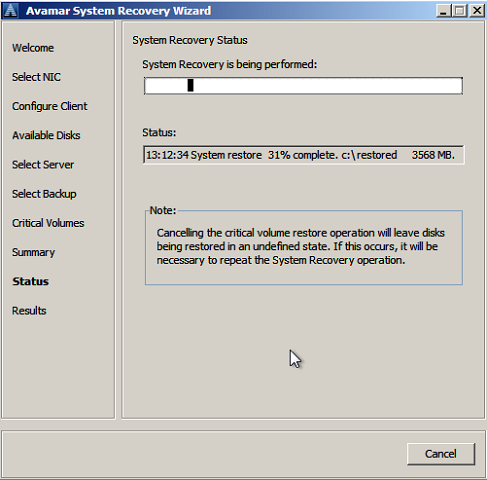 Avamar System Recovery Wizard
Welcome
Select NIC
Configure Client
Available Disks
Select Server
Select Backup
Critical Volumes
Summary
Status
Results
System Recovery Status
System Recovery is being performed:
Status:
13:12:34 System restore 31% complete. c:\restored 3568 MB.
Note:
Cancelling the critical volume restore operation will leave disks
being restored in an undefined state. If this occurs, it will be
necessary to repeat the System Recovery operation.
Cancel